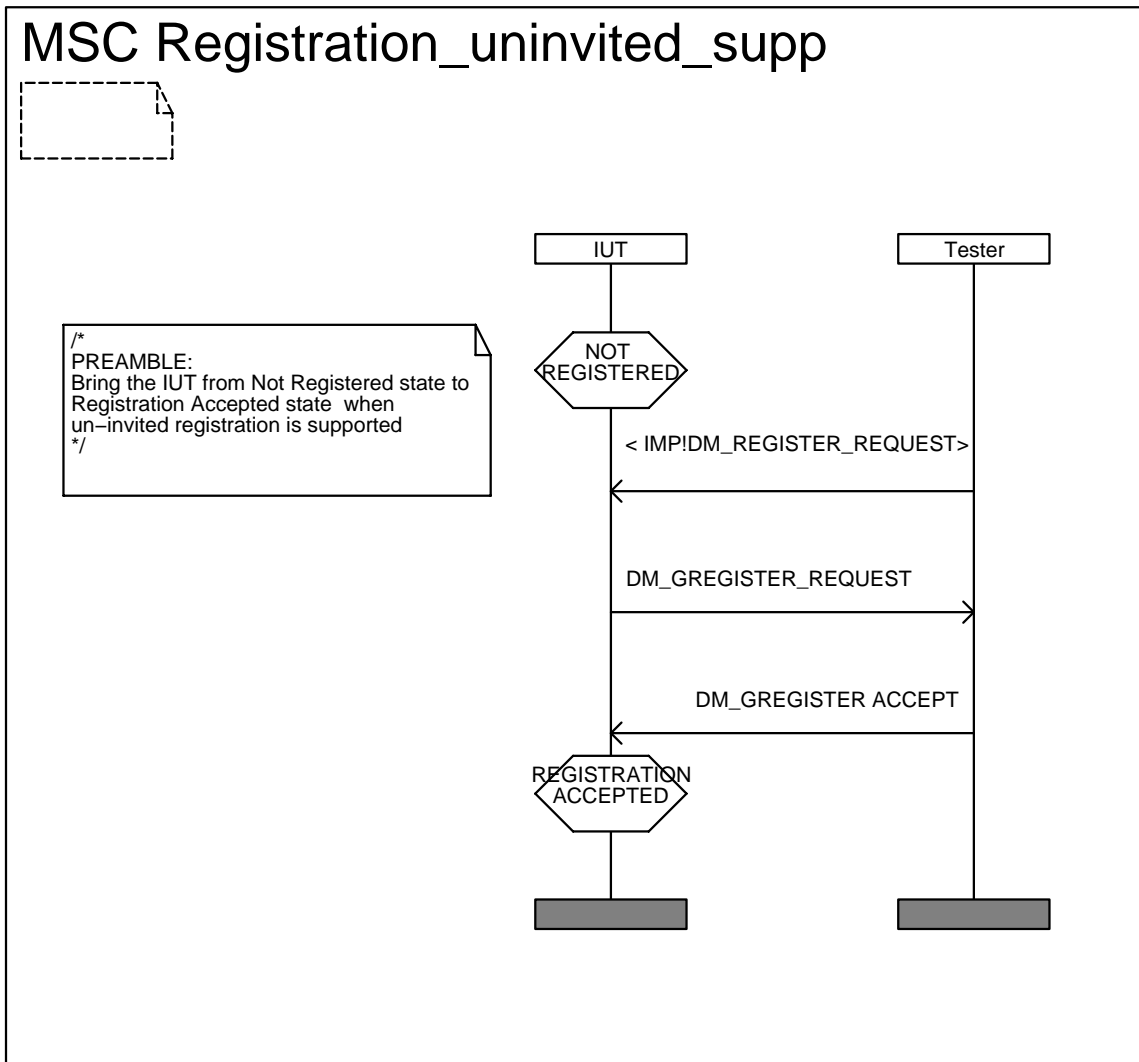 MSC Registration_uninvited_supp
IUT
Tester
/*
PREAMBLE:
Bring the IUT from Not Registered state to
Registration Accepted state  when
un−invited registration is supported
*/
NOT
REGISTERED
< IMP!DM_REGISTER_REQUEST>
DM_GREGISTER_REQUEST
DM_GREGISTER ACCEPT
REGISTRATION
ACCEPTED